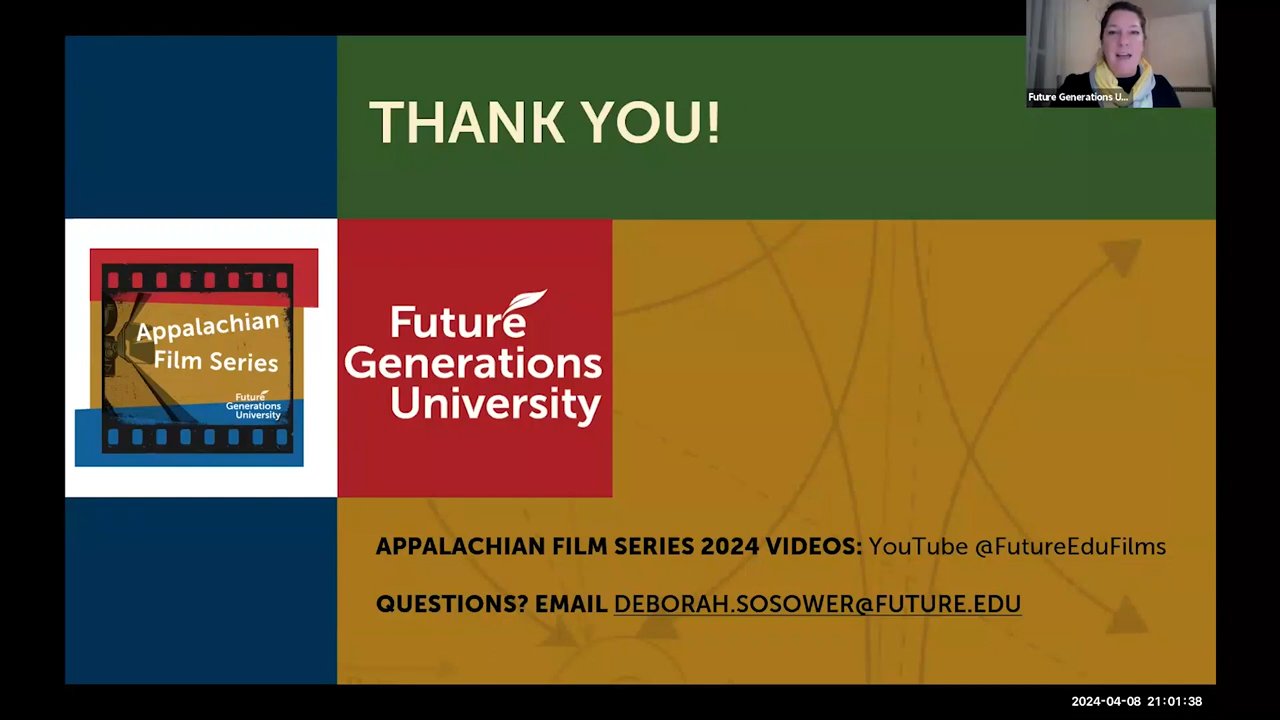 Future Generations U...
THANK YOU!
Appalachian
Film Series
Future
Generations
University
Future
Generations
University
APPALACHIAN FILM SERIES 2024 VIDEOS: YouTube @FutureEduFilms
QUESTIONS? EMAIL DEBORAH.SOSOWER@FUTURE.EDU
2024-04-08 21:01:38